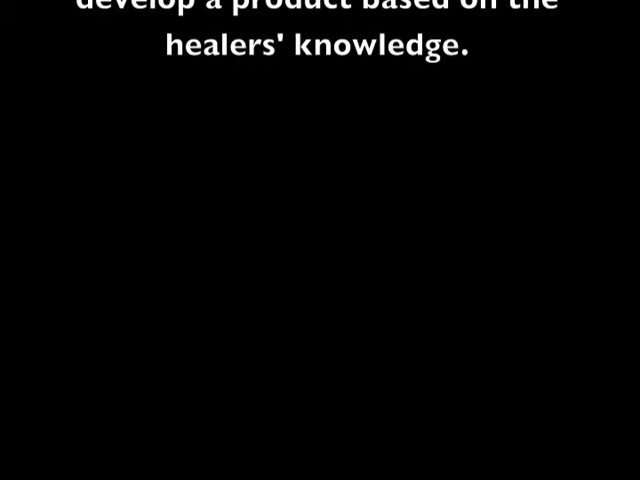 develop a product based on the
healers' knowledge.